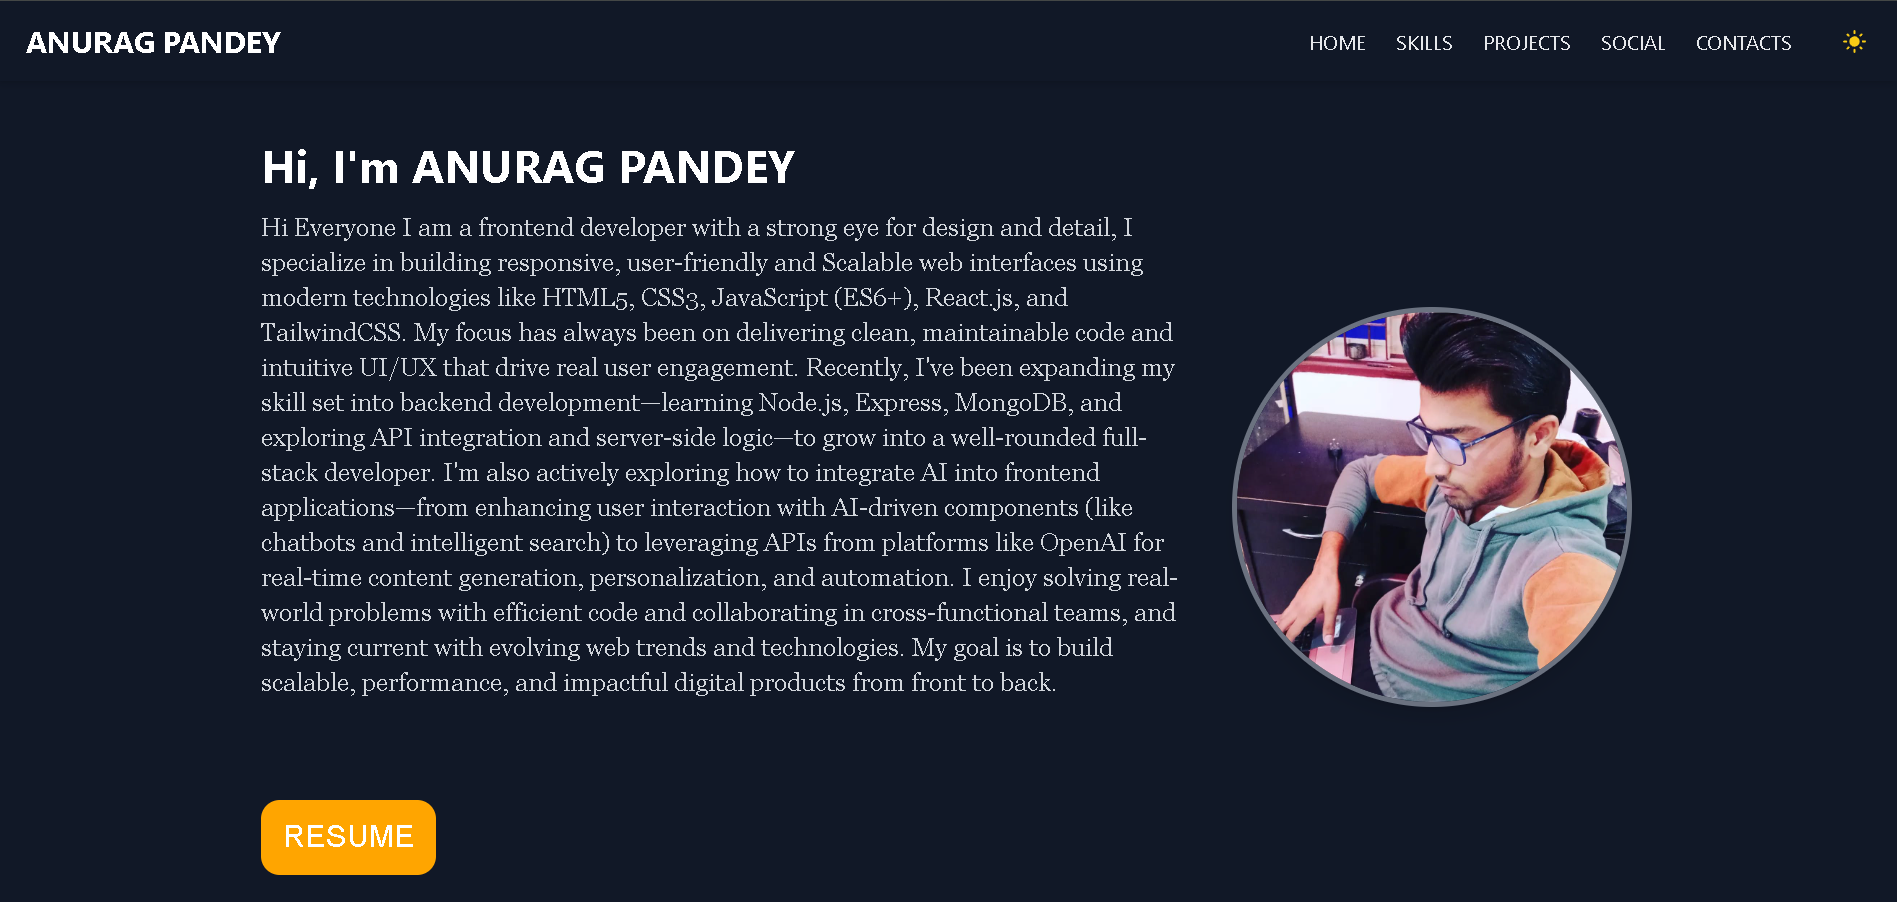 ANURAG PANDEY
HOME SKILLS PROJECTS SOCIAL CONTACTS
Hi, I'm ANURAG PANDEY
Hi Everyone I am a frontend developer with a strong eye for design and detail, I
specialize in building responsive, user-friendly and Scalable web interfaces using
modern technologies like HTML5, CSS3, JavaScript (ES6+), React.js, and
TailwindCSS. My focus has always been on delivering clean, maintainable code and
intuitive UI/UX that drive real user engagement. Recently, I've been expanding my
skill set into backend development—learning Node.js, Express, MongoDB, and
exploring API integration and server-side logic—to grow into a well-rounded full-
stack developer. I'm also actively exploring how to integrate AI into frontend
applications—from enhancing user interaction with AI-driven components (like
chatbots and intelligent search) to leveraging APIs from platforms like OpenAI for
real-time content generation, personalization, and automation. I enjoy solving real-
world problems with efficient code and collaborating in cross-functional teams, and
staying current with evolving web trends and technologies. My goal is to build
scalable, performance, and impactful digital products from front to back.
RESUME